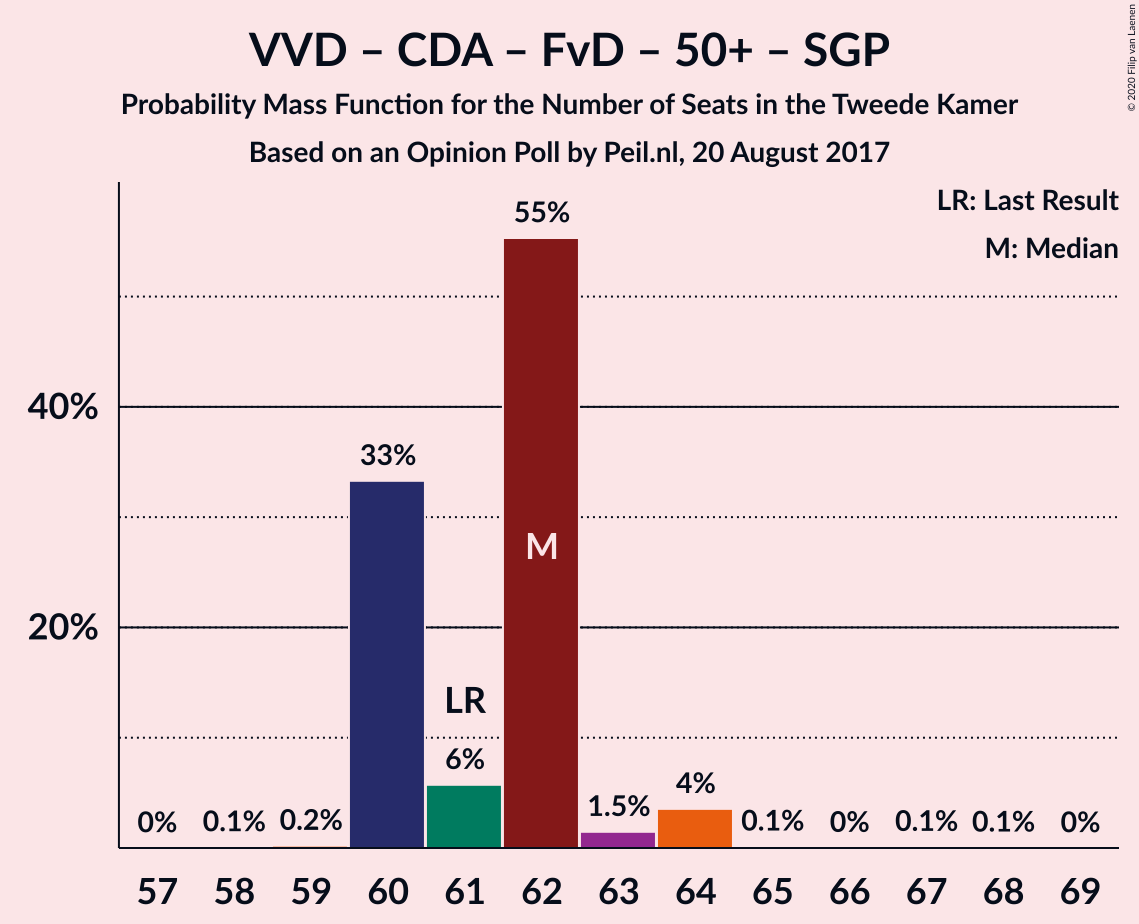 VVD – CDA – FvD – 50+ – SGP
Probability Mass Function for the Number of Seats in the Tweede Kamer
Based on an Opinion Poll by Peil.nl, 20 August 2017
© 2020 Filip van Laenen
LR: Last Result
M: Median
55%
40%
33%
M
20%
LR
6%
4%
1.5%
0% 0.1% 0.2% 0.1% 0% 0.1% 0.1% 0%
57 58 59 60 61 62 63 64 65 66 67 68 69